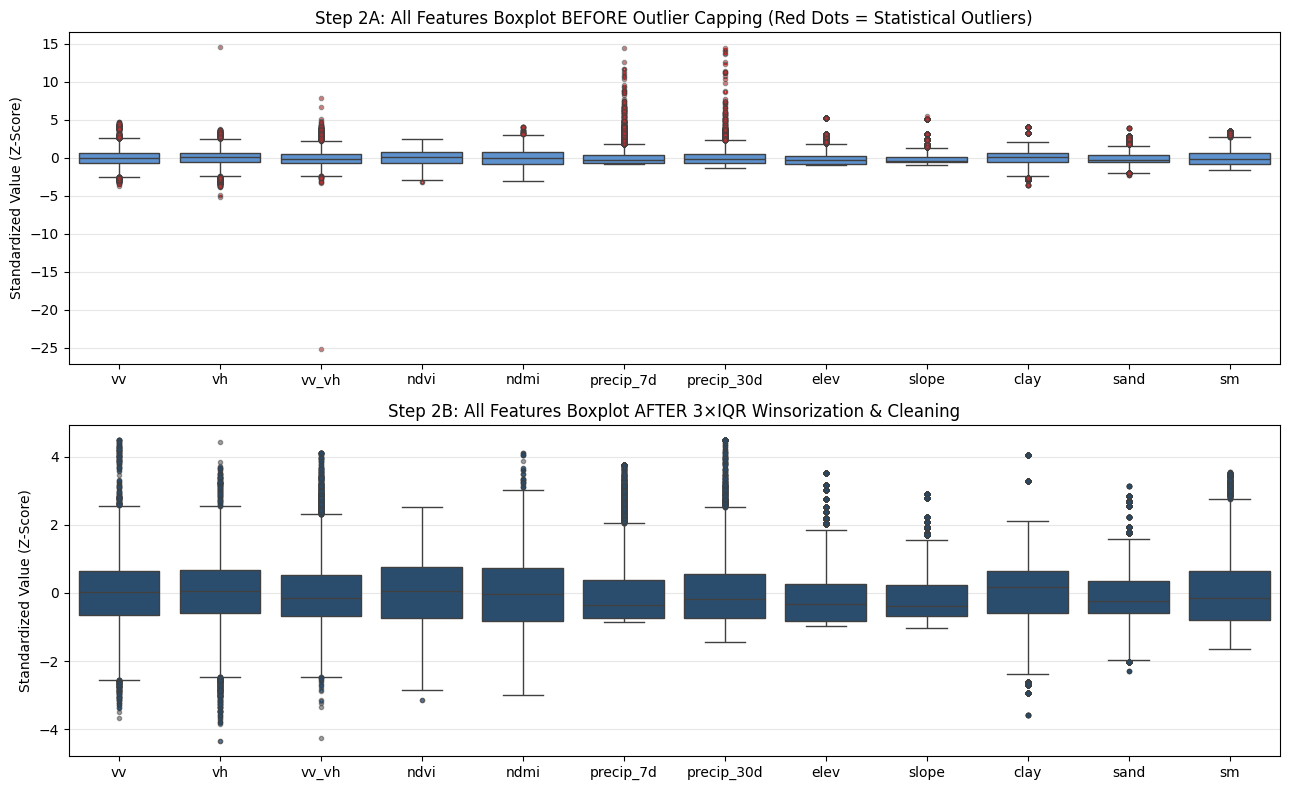 Step 2A: All Features Boxplot BEFORE Outlier Capping (Red Dots = Statistical Outliers)
Standardized Value (Z-Score)
15
10
5
0
−5
−10
−15
−20
−25
vv vh vv_vh ndvi ndmi precip_7d precip_30d elev slope clay sand sm
Step 2B: All Features Boxplot AFTER 3×IQR Winsorization & Cleaning
Standardized Value (Z-Score)
4
2
0
−2
−4
vv vh vv_vh ndvi ndmi precip_7d precip_30d elev slope clay sand sm